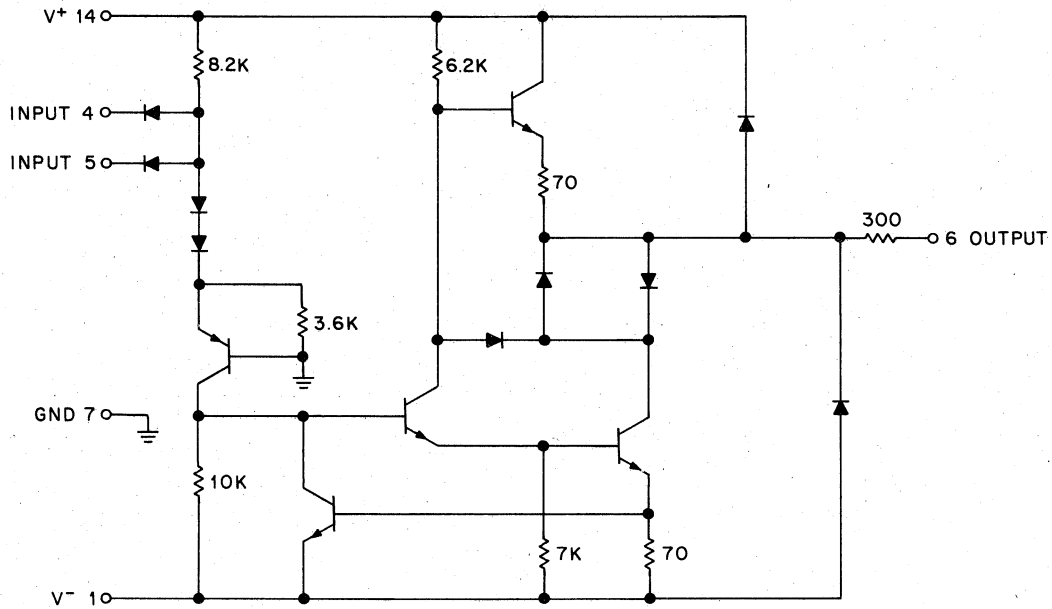 V+ 14
8.2K
6.2K
INPUT 4
INPUT 5
70
300
6 OUTPUT
3.6K
GND 7
10K
7K
70
V- 1